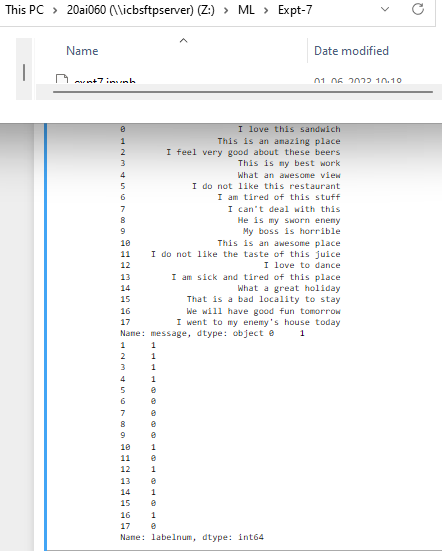 This PC > 20ai060 (\\icbsftpserver) (Z:) > ML > Expt-7
Name Date modified
expt7.ipynb 01-06-2023 10:18
0 I love this sandwich
1 This is an amazing place
2 I feel very good about these beers
3 This is my best work
4 What an awesome view
5 I do not like this restaurant
6 I am tired of this stuff
7 I can't deal with this
8 He is my sworn enemy
9 My boss is horrible
10 This is an awesome place
11 I do not like the taste of this juice
12 I love to dance
13 I am sick and tired of this place
14 What a great holiday
15 That is a bad locality to stay
16 We will have good fun tomorrow
17 I went to my enemy's house today
Name: message, dtype: object 0 1
1 1
2 1
3 1
4 1
5 0
6 0
7 0
8 0
9 0
10 1
11 0
12 1
13 0
14 1
15 0
16 1
17 0
Name: labelnum, dtype: int64